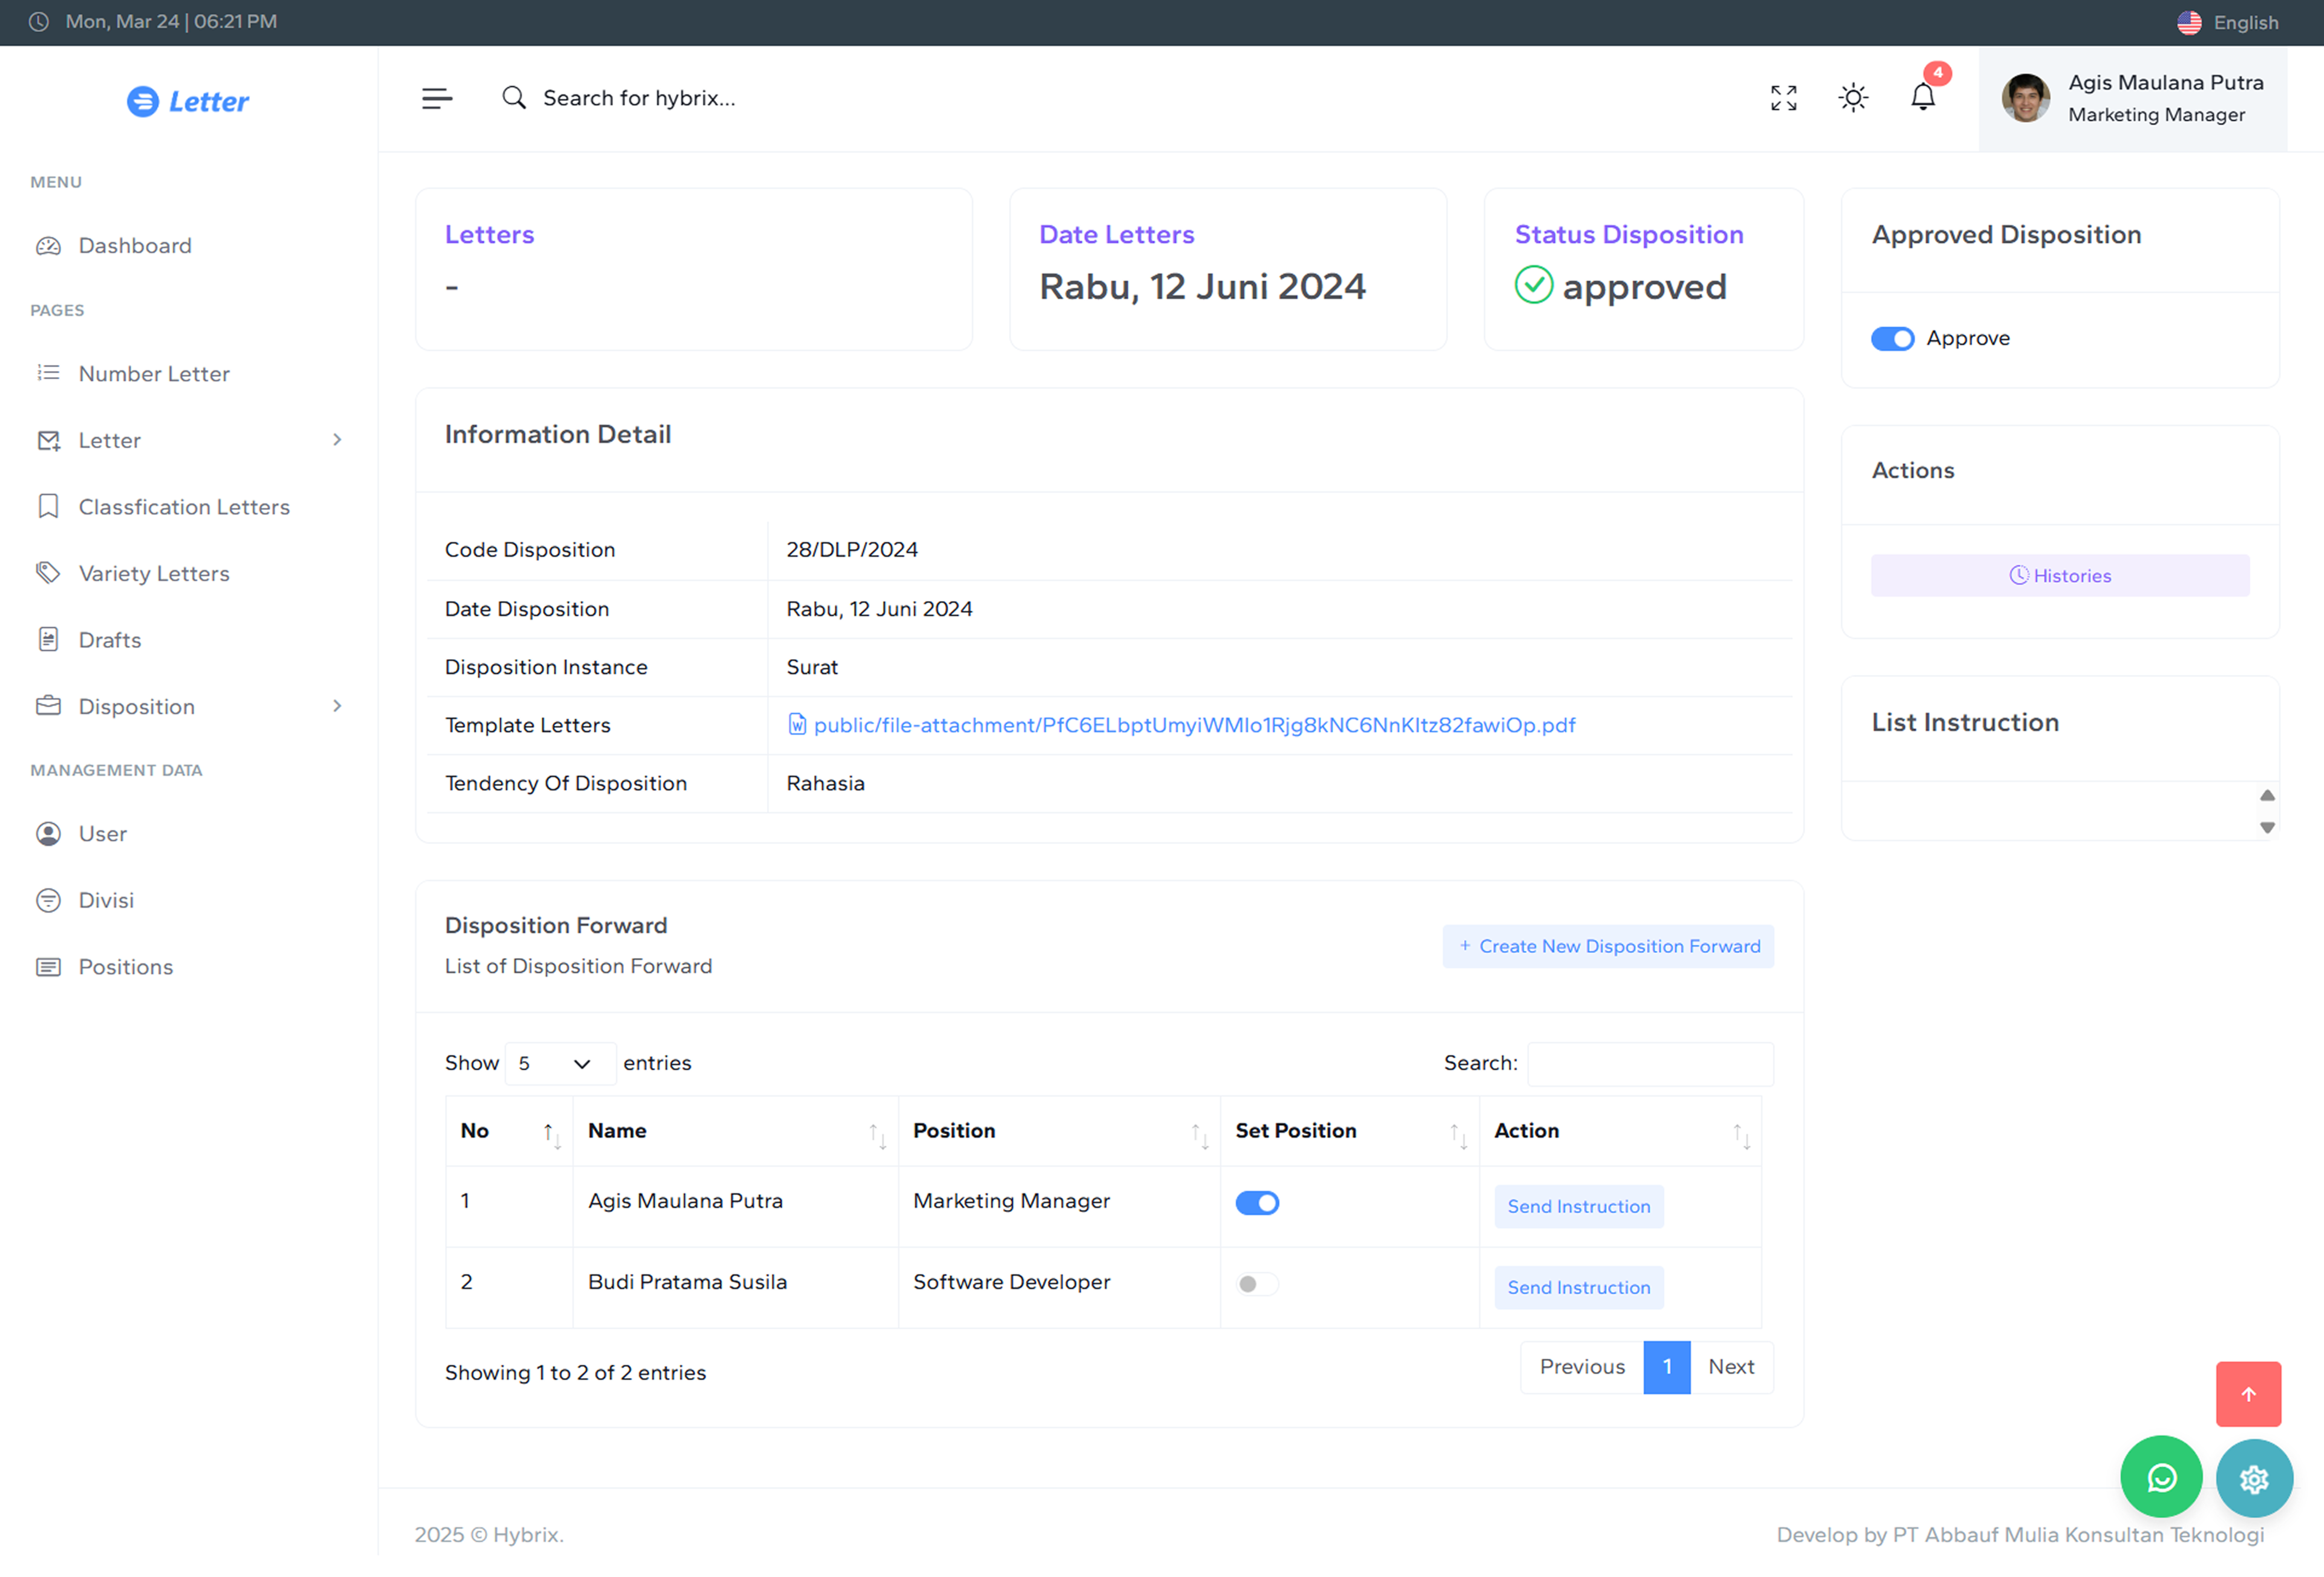 Mon, Mar 24 | 06:21 PM
English
Letter
Search for hybrix...
4
Agis Maulana Putra
Marketing Manager
MENU
Dashboard
PAGES
Number Letter
Letter
Classfication Letters
Variety Letters
Drafts
Disposition
MANAGEMENT DATA
User
Divisi
Positions
Letters
-
Date Letters
Rabu, 12 Juni 2024
Status Disposition
approved
Approved Disposition
Approve
Information Detail
Code Disposition 28/DLP/2024
Date Disposition Rabu, 12 Juni 2024
Disposition Instance Surat
Template Letters public/file-attachment/PfC6ELbptUmyiWMIo1Rjg8kNC6NnKItz82fawiOp.pdf
Tendency Of Disposition Rahasia
Actions
Histories
List Instruction
Disposition Forward
List of Disposition Forward
+ Create New Disposition Forward
Show 5 entries
Search:
No Name Position Set Position Action
1 Agis Maulana Putra Marketing Manager Send Instruction
2 Budi Pratama Susila Software Developer Send Instruction
Showing 1 to 2 of 2 entries
Previous 1 Next
2025 © Hybrix.
Develop by PT Abbauf Mulia Konsultan Teknologi